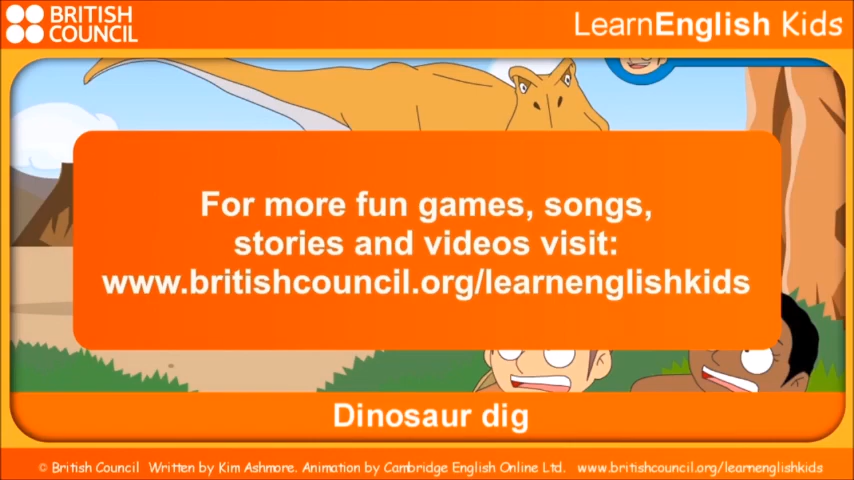 BRITISH
COUNCIL
LearnEnglish Kids
For more fun games, songs,
stories and videos visit:
www.britishcouncil.org/learnenglishkids
Dinosaur dig
© British Council Written by Kim Ashmore. Animation by Cambridge English Online Ltd. www.britishcouncil.org/learnenglishkids